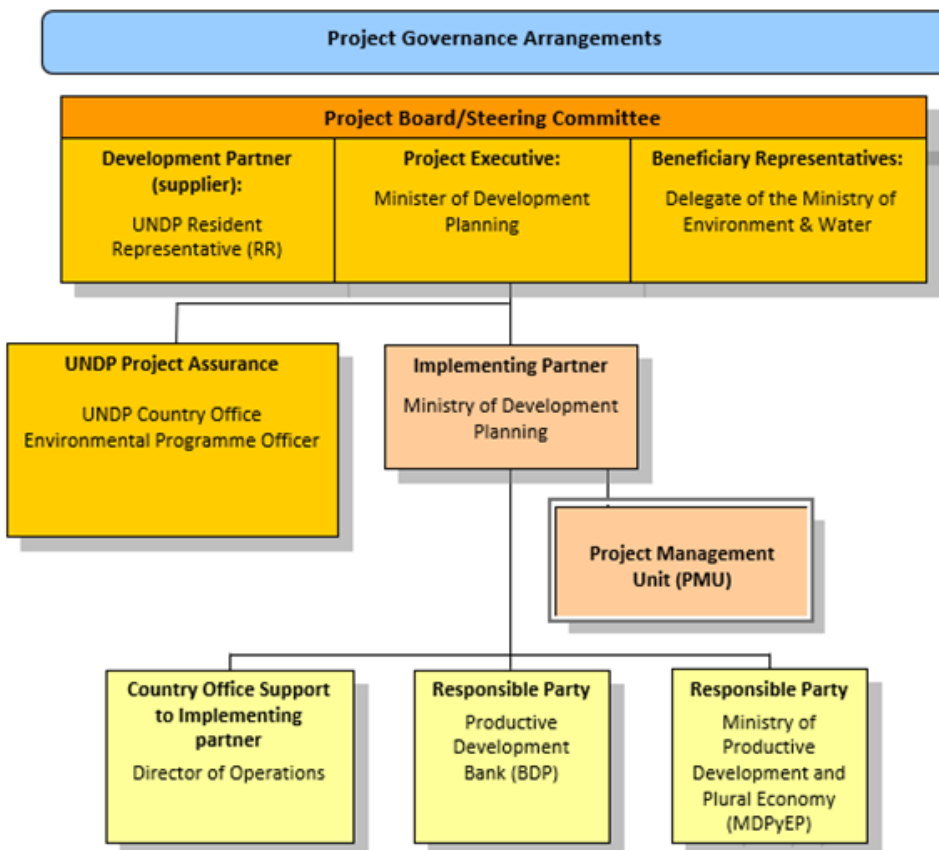 Project Governance Arrangements
Project Board/Steering Committee
Development Partner
(supplier):
UNDP Resident
Representative (RR)
Project Executive:
Minister of Development
Planning
Beneficiary Representatives:
Delegate of the Ministry of
Environment & Water
UNDP Project Assurance
UNDP Country Office
Environmental Programme Officer
Implementing Partner
Ministry of Development
Planning
Project Management
Unit (PMU)
Country Office Support
to Implementing
partner
Director of Operations
Responsible Party
Productive
Development
Bank (BDP)
Responsible Party
Ministry of
Productive
Development and
Plural Economy
(MDPyEP)